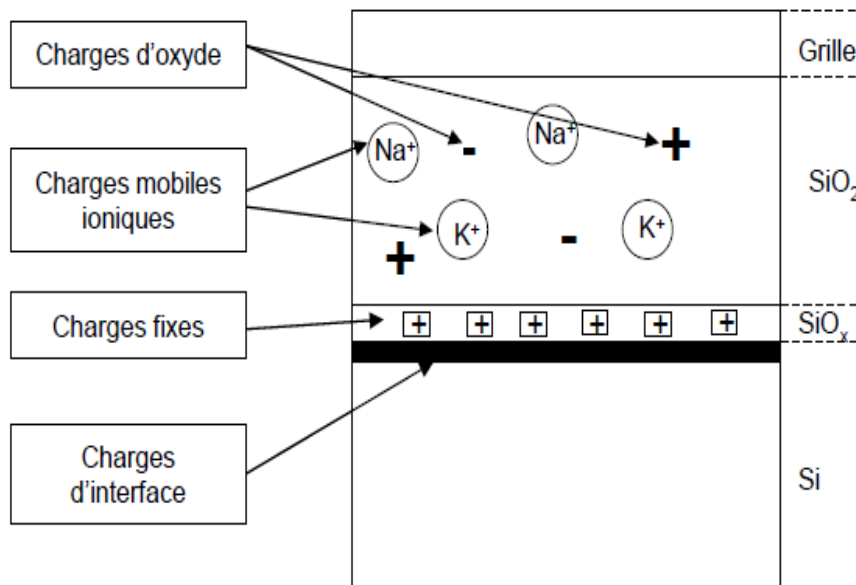 Charges d'oxyde
Grille
Na⁺
-
Na⁺
+
Charges mobiles
ioniques
SiO₂
+
K⁺
-
K⁺
Charges fixes
+ + + + + +
SiOₓ
Charges
d'interface
Si